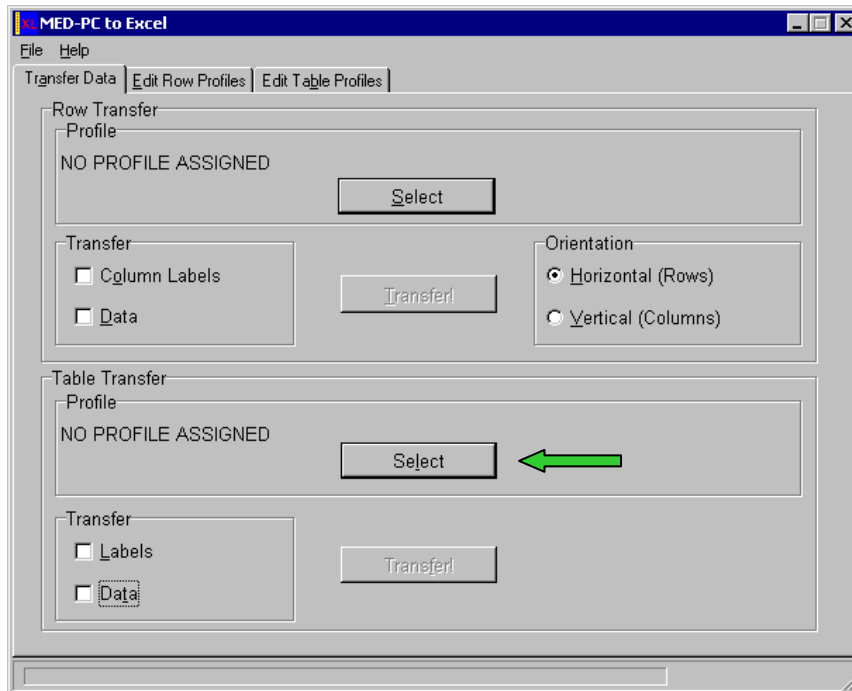 XL MED-PC to Excel
File Help
Transfer Data Edit Row Profiles Edit Table Profiles
Row Transfer
Profile
NO PROFILE ASSIGNED
Select
Transfer
Column Labels
Data
Transfer!
Orientation
Horizontal (Rows)
Vertical (Columns)
Table Transfer
Profile
NO PROFILE ASSIGNED
Select
Transfer
Labels
Data
Transfer!